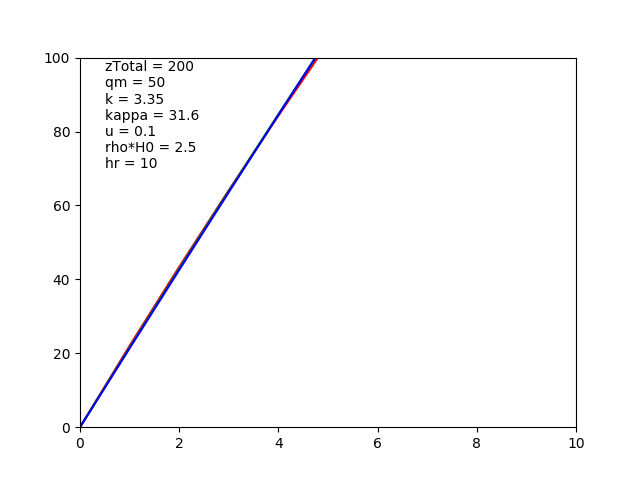 100
80
60
40
20
0
zTotal = 200
qm = 50
k = 3.35
kappa = 31.6
u = 0.1
rho*H0 = 2.5
hr = 10
0 2 4 6 8 10